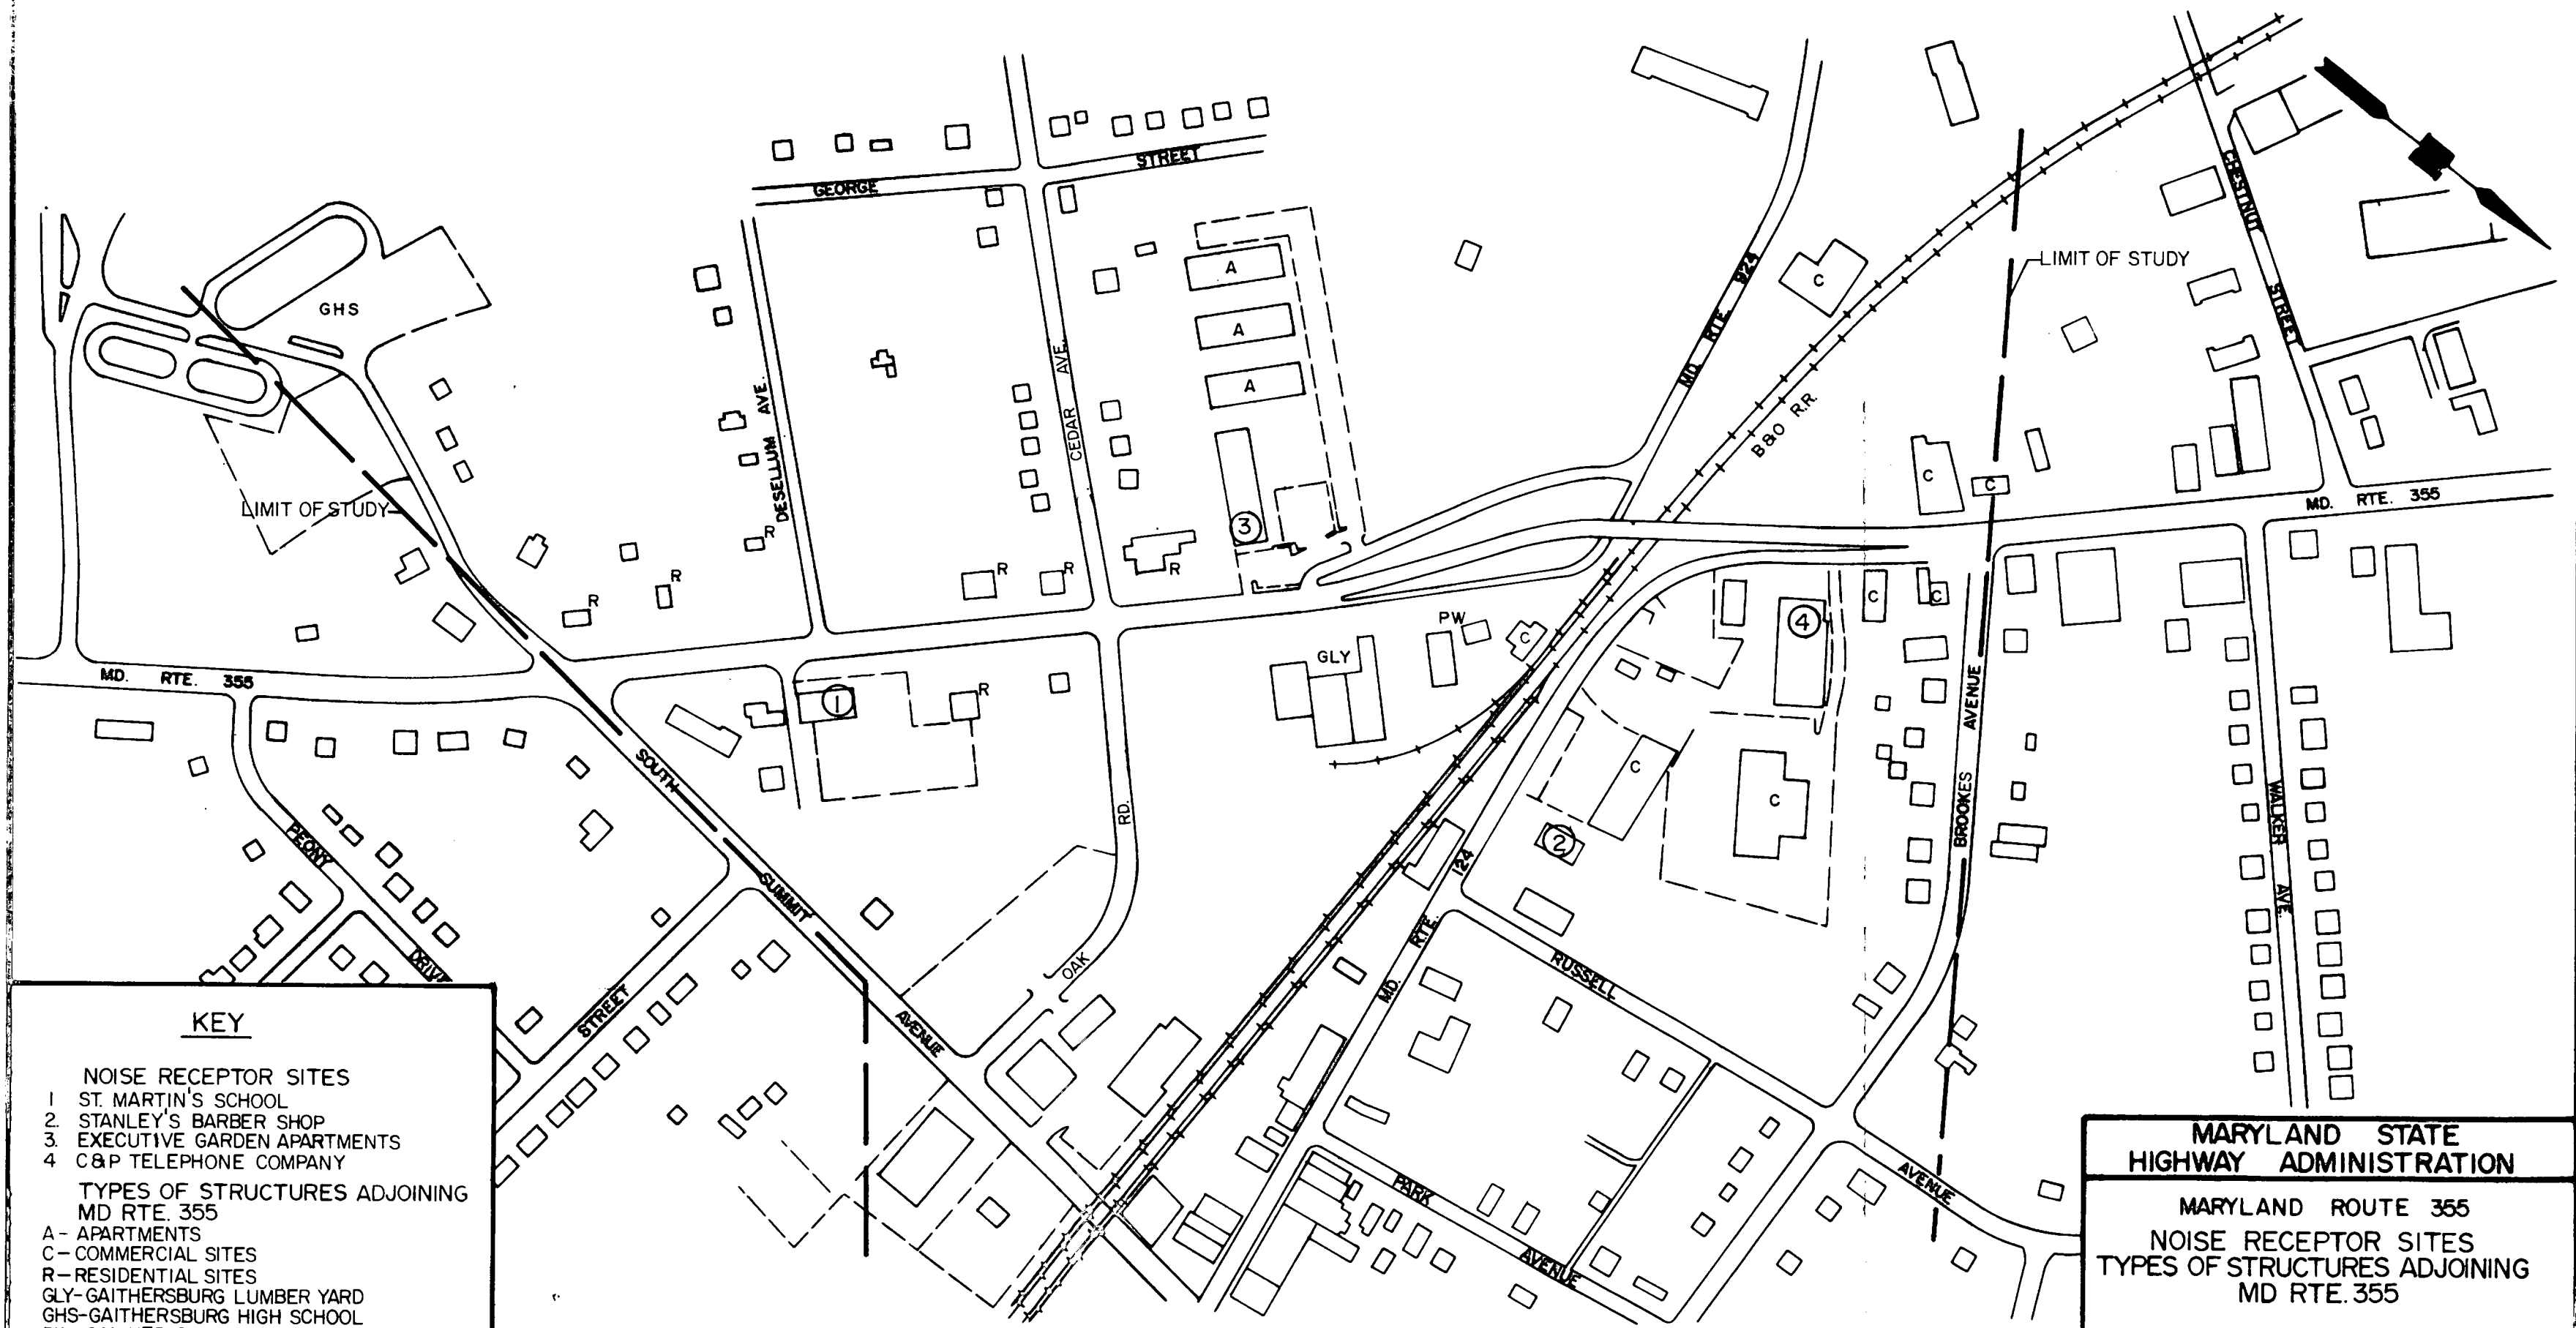 GEORGE STREET
CHESTNUT STREET
LIMIT OF STUDY
GHS
A
A
A
MD. RTE. 924
C
B&O R.R.
DESELLUM AVE.
CEDAR AVE.
LIMIT OF STUDY
C
C
MD. RTE. 355
3
R
R
R
R
R
R
PW
C
GLY
4
C
C
MD. RTE. 355
1
R
SOUTH SUMMIT AVENUE
C
C
BROOKES AVENUE
WALKER AVE.
PEONY DRIVE
OAK RD.
2
MD. RTE. 124
RUSSELL AVENUE
STREET
PARK AVENUE
KEY
NOISE RECEPTOR SITES
1 ST. MARTIN'S SCHOOL
2. STANLEY'S BARBER SHOP
3. EXECUTIVE GARDEN APARTMENTS
4 C&P TELEPHONE COMPANY
TYPES OF STRUCTURES ADJOINING
MD RTE. 355
A - APARTMENTS
C - COMMERCIAL SITES
R - RESIDENTIAL SITES
GLY-GAITHERSBURG LUMBER YARD
GHS-GAITHERSBURG HIGH SCHOOL
MARYLAND STATE
HIGHWAY ADMINISTRATION
MARYLAND ROUTE 355
NOISE RECEPTOR SITES
TYPES OF STRUCTURES ADJOINING
MD RTE. 355